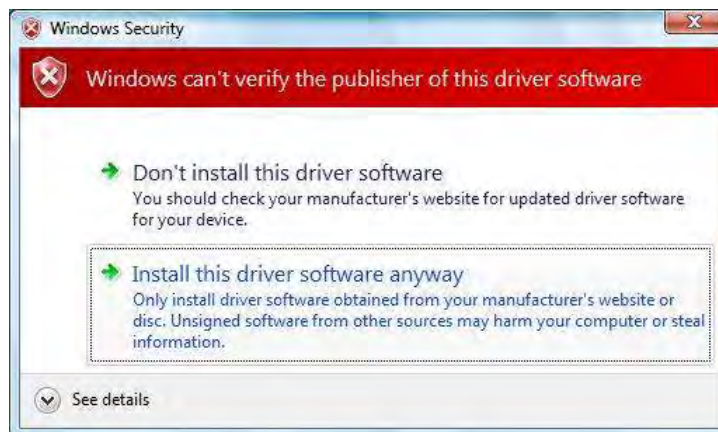 Windows Security
Windows can't verify the publisher of this driver software
Don't install this driver software
You should check your manufacturer's website for updated driver software
for your device.
Install this driver software anyway
Only install driver software obtained from your manufacturer's website or
disc. Unsigned software from other sources may harm your computer or steal
information.
See details